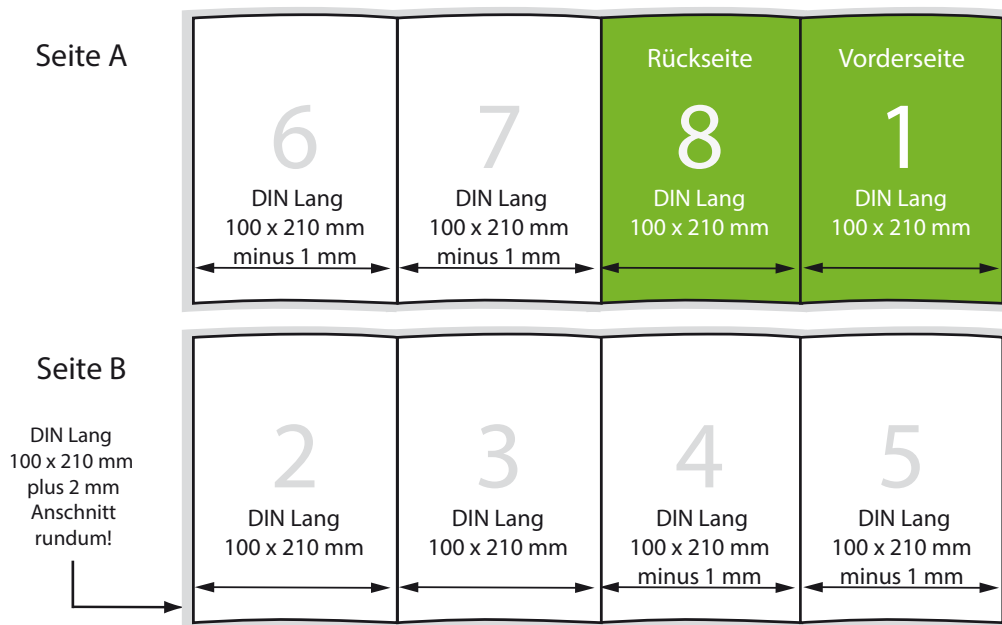 Seite A
6
DIN Lang
100 x 210 mm
minus 1 mm
7
DIN Lang
100 x 210 mm
minus 1 mm
Rückseite
8
DIN Lang
100 x 210 mm
Vorderseite
1
DIN Lang
100 x 210 mm
Seite B
DIN Lang
100 x 210 mm
plus 2 mm
Anschnitt
rundum!
2
DIN Lang
100 x 210 mm
3
DIN Lang
100 x 210 mm
4
DIN Lang
100 x 210 mm
minus 1 mm
5
DIN Lang
100 x 210 mm
minus 1 mm